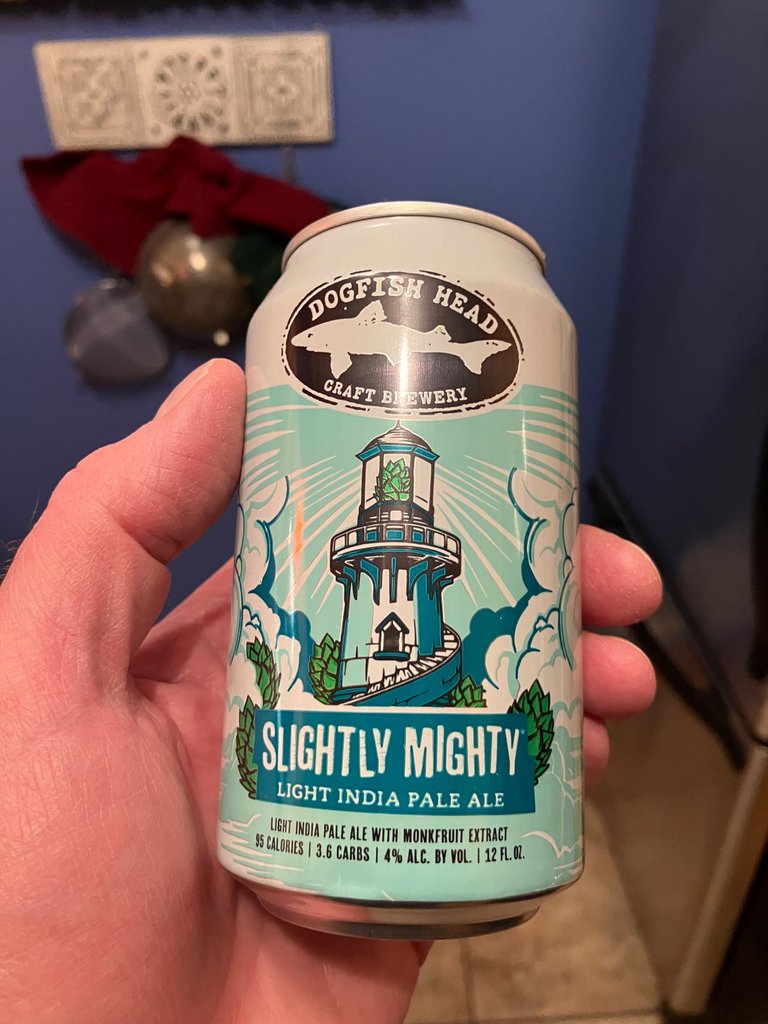 DOGFISH HEAD
CRAFT BREWERY
SLIGHTLY MIGHTY™
LIGHT INDIA PALE ALE
LIGHT INDIA PALE ALE WITH MONKFRUIT EXTRACT
95 CALORIES | 3.6 CARBS | 4% ALC. BY VOL. | 12 FL. OZ.